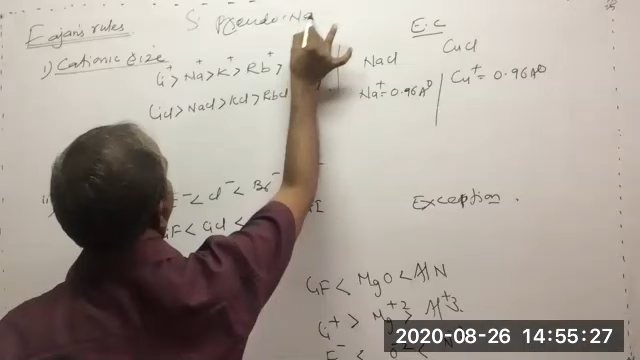 Fajan's rules
S Pseudo-No
E.C
i) Cationic Size
NaCl
CuCl
Li+ > Na+ > K+ > Rb+ >
Na+ = 0.96A°
Cu+ = 0.96A°
LiCl > NaCl > KCl > RbCl
< Cl- < Br-
LiF < LiCl <
Exception.
LiF < MgO < AlN
Li+ > Mg+2 > Al+3.
2020-08-26 14:55:27